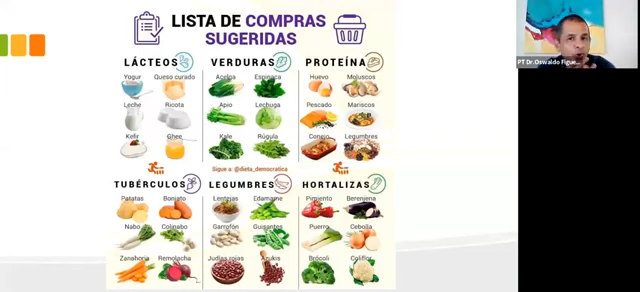 LISTA DE COMPRAS
SUGERIDAS
LÁCTEOS
Yogur Queso curado
Leche Ricota
Kefir Ghee
VERDURAS
Acelga Espinaca
Apio Lechuga
Kale Rúgula
PROTEÍNA
Huevo Moluscos
Pescado Mariscos
Conejo Legumbres
Sigue a: @dieta_democratica
TUBÉRCULOS
Patatas Boniato
Nabo Colinabo
Zanahoria Remolacha
LEGUMBRES
Lentejas Edamame
Garrofón Guisantes
Judías rojas
HORTALIZAS
Pimiento Berenjena
Puerro Cebolla
Brócoli Coliflor
PT Dr.Oswaldo Figue...